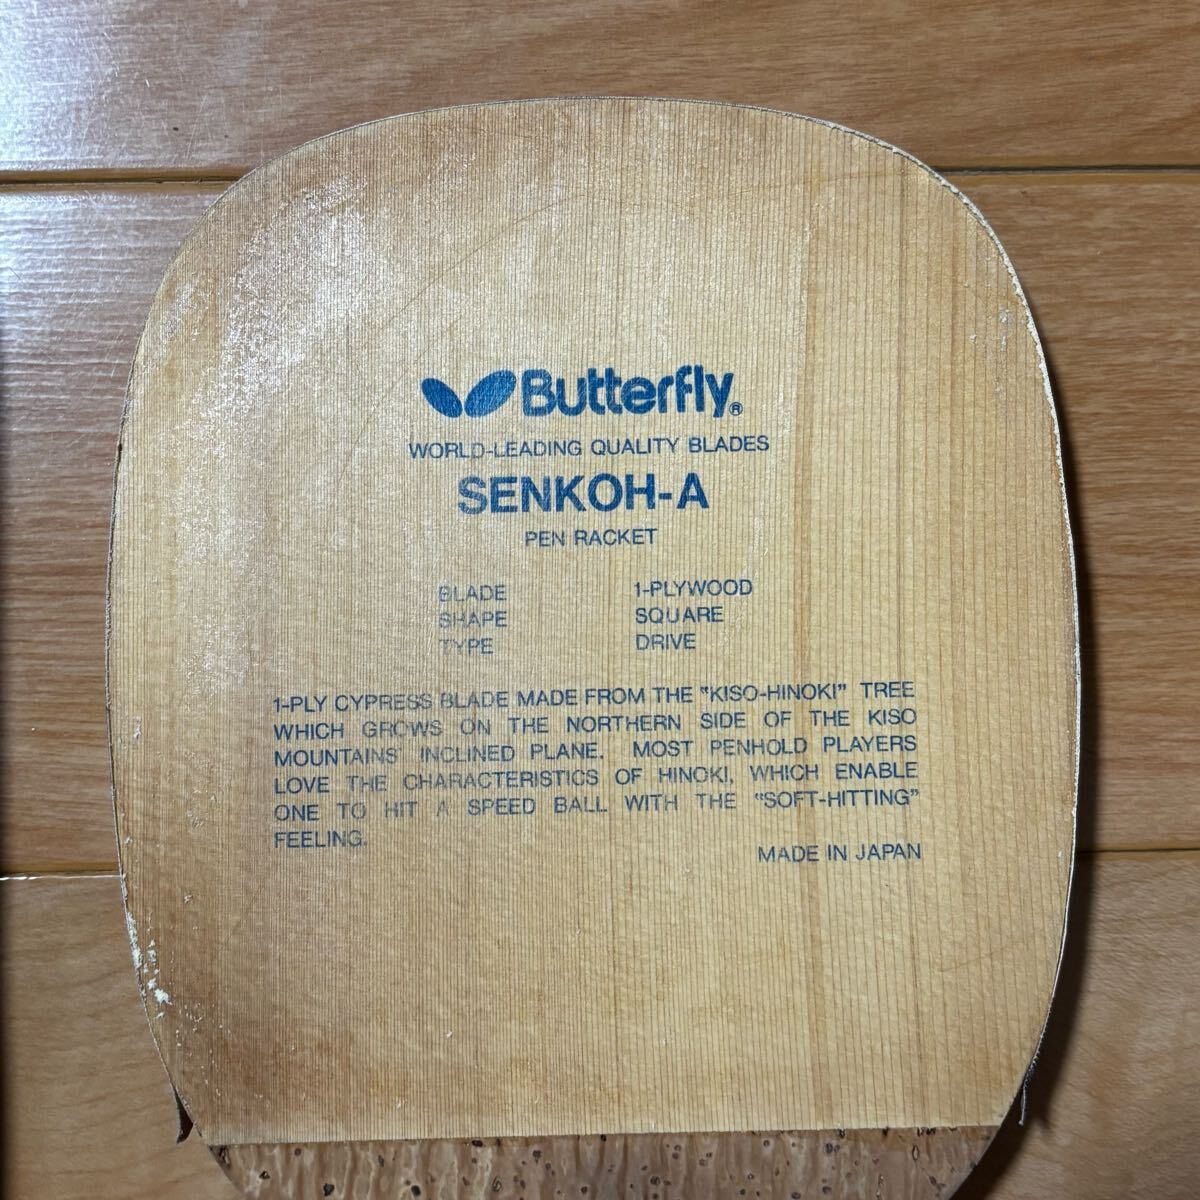 Butterfly®
WORLD-LEADING QUALITY BLADES
SENKOH-A
PEN RACKET
BLADE 1-PLYWOOD
SHAPE SQUARE
TYPE DRIVE
1-PLY CYPRESS BLADE MADE FROM THE "KISO-HINOKI" TREE
WHICH GROWS ON THE NORTHERN SIDE OF THE KISO
MOUNTAINS' INCLINED PLANE. MOST PENHOLD PLAYERS
LOVE THE CHARACTERISTICS OF HINOKI, WHICH ENABLE
ONE TO HIT A SPEED BALL WITH THE "SOFT-HITTING"
FEELING.
MADE IN JAPAN